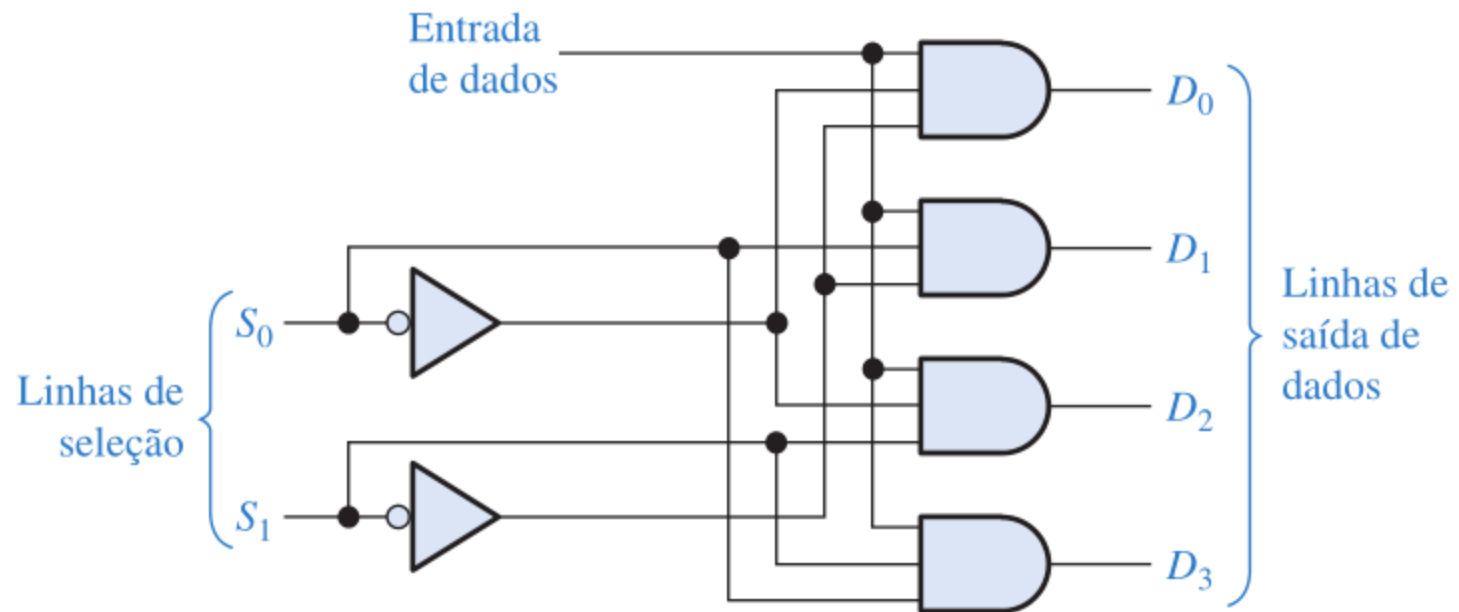 Entrada
de dados
D₀
D₁
S₀
Linhas de
seleção
S₁
D₂
D₃
Linhas de
saída de
dados